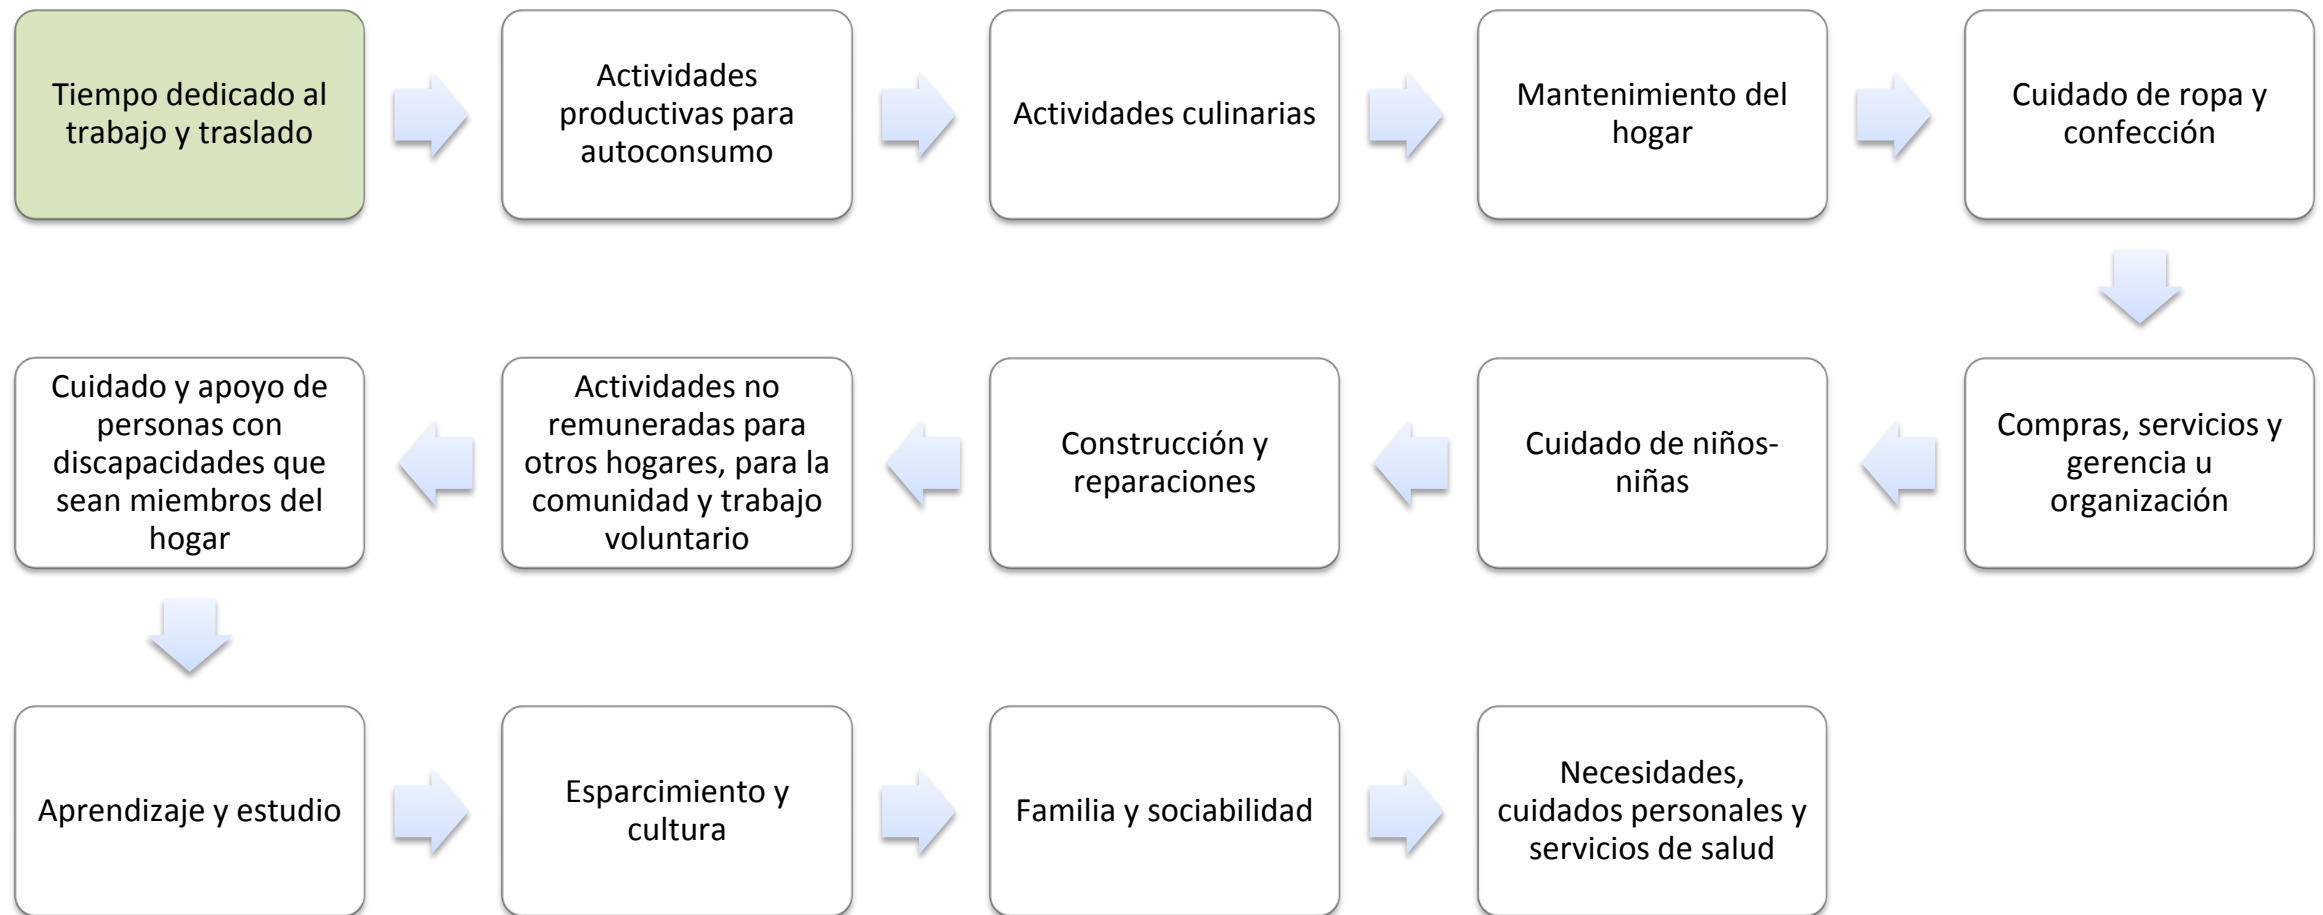 Tiempo dedicado al
trabajo y traslado
Actividades
productivas para
autoconsumo
Actividades culinarias
Mantenimiento del
hogar
Cuidado de ropa y
confección
Compras, servicios y
gerencia u
organización
Cuidado de niños-
niñas
Construcción y
reparaciones
Actividades no
remuneradas para
otros hogares, para la
comunidad y trabajo
voluntario
Cuidado y apoyo de
personas con
discapacidades que
sean miembros del
hogar
Aprendizaje y estudio
Esparcimiento y
cultura
Familia y sociabilidad
Necesidades,
cuidados personales y
servicios de salud